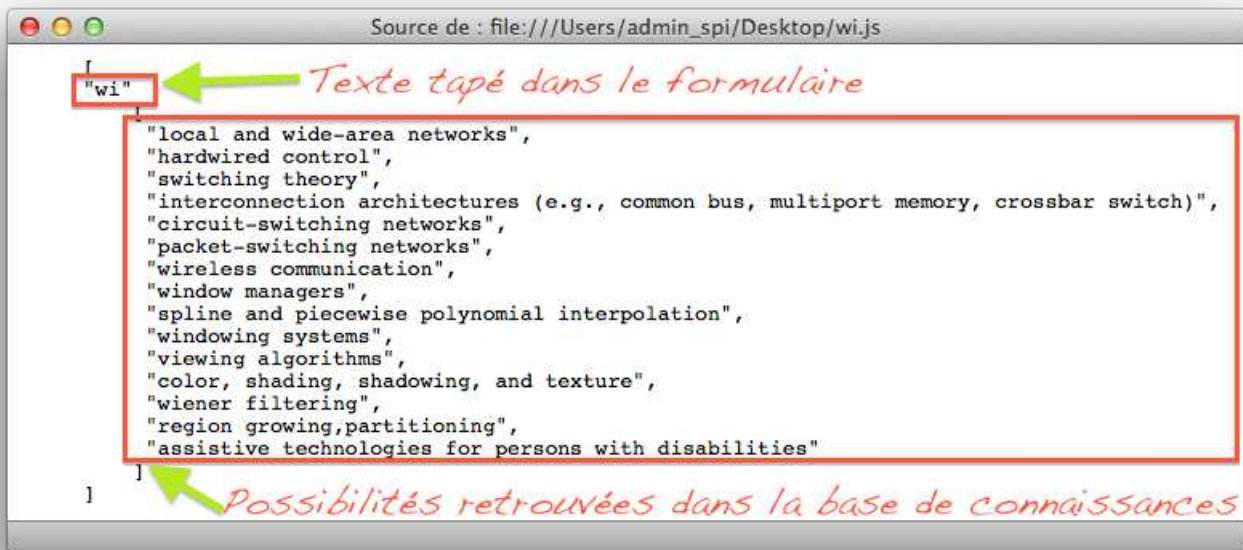 Source de : file:///Users/admin_spi/Desktop/wi.js
[
"wi"
Texte tapé dans le formulaire
[
"local and wide-area networks",
"hardwired control",
"switching theory",
"interconnection architectures (e.g., common bus, multiport memory, crossbar switch)",
"circuit-switching networks",
"packet-switching networks",
"wireless communication",
"window managers",
"spline and piecewise polynomial interpolation",
"windowing systems",
"viewing algorithms",
"color, shading, shadowing, and texture",
"wiener filtering",
"region growing,partitioning",
"assistive technologies for persons with disabilities"
]
]
Possibilités retrouvées dans la base de connaissances